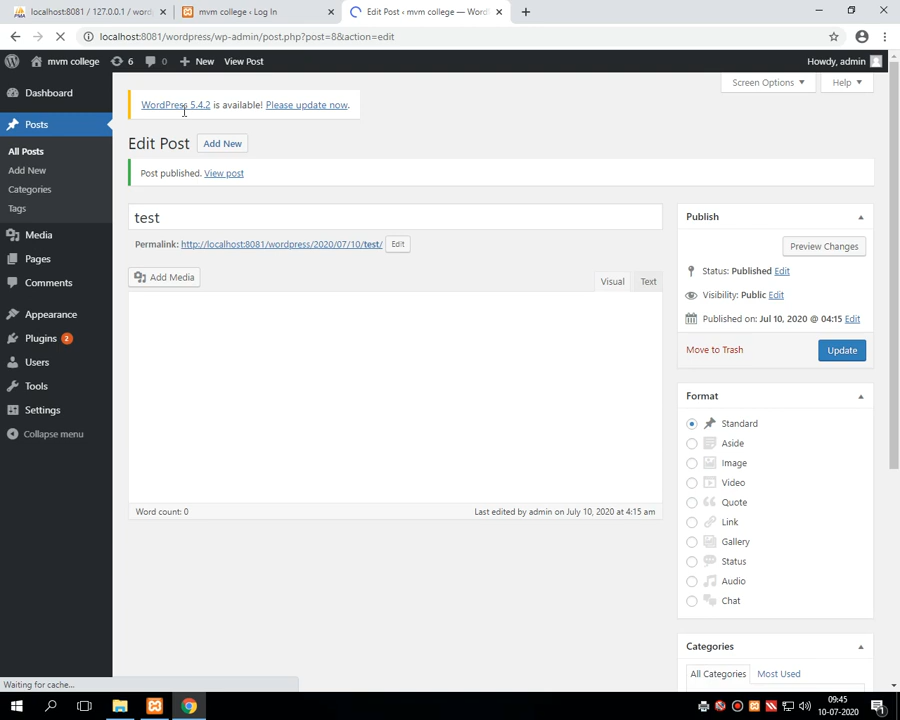 localhost:8081 / 127.0.0.1 / word
mvm college ‹ Log In
Edit Post ‹ mvm college — Word
localhost:8081/wordpress/wp-admin/post.php?post=8&action=edit
mvm college 6 0 New View Post Howdy, admin
Screen Options Help
Dashboard
Posts
All Posts
Add New
Categories
Tags
Media
Pages
Comments
Appearance
Plugins 2
Users
Tools
Settings
Collapse menu
WordPress 5.4.2 is available! Please update now.
Edit Post Add New
Post published. View post
test
Permalink: http://localhost:8081/wordpress/2020/07/10/test/ Edit
Add Media
Visual Text
Word count: 0 Last edited by admin on July 10, 2020 at 4:15 am
Publish
Preview Changes
Status: Published Edit
Visibility: Public Edit
Published on: Jul 10, 2020 @ 04:15 Edit
Move to Trash Update
Format
Standard
Aside
Image
Video
Quote
Link
Gallery
Status
Audio
Chat
Categories
All Categories Most Used
Waiting for cache...
09:45
10-07-2020
1